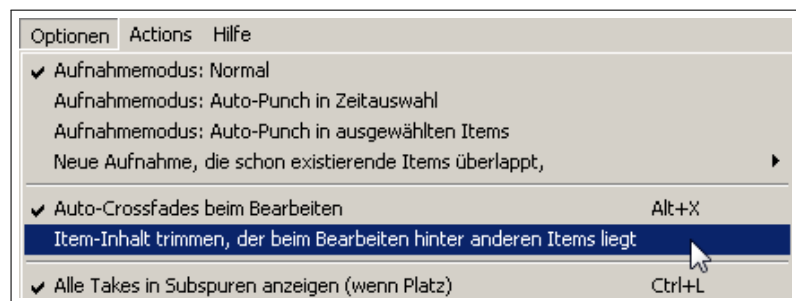 Optionen Actions Hilfe
Aufnahmemodus: Normal
Aufnahmemodus: Auto-Punch in Zeitauswahl
Aufnahmemodus: Auto-Punch in ausgewählten Items
Neue Aufnahme, die schon existierende Items überlappt,
Auto-Crossfades beim Bearbeiten Alt+X
Item-Inhalt trimmen, der beim Bearbeiten hinter anderen Items liegt
Alle Takes in Subspuren anzeigen (wenn Platz) Ctrl+L